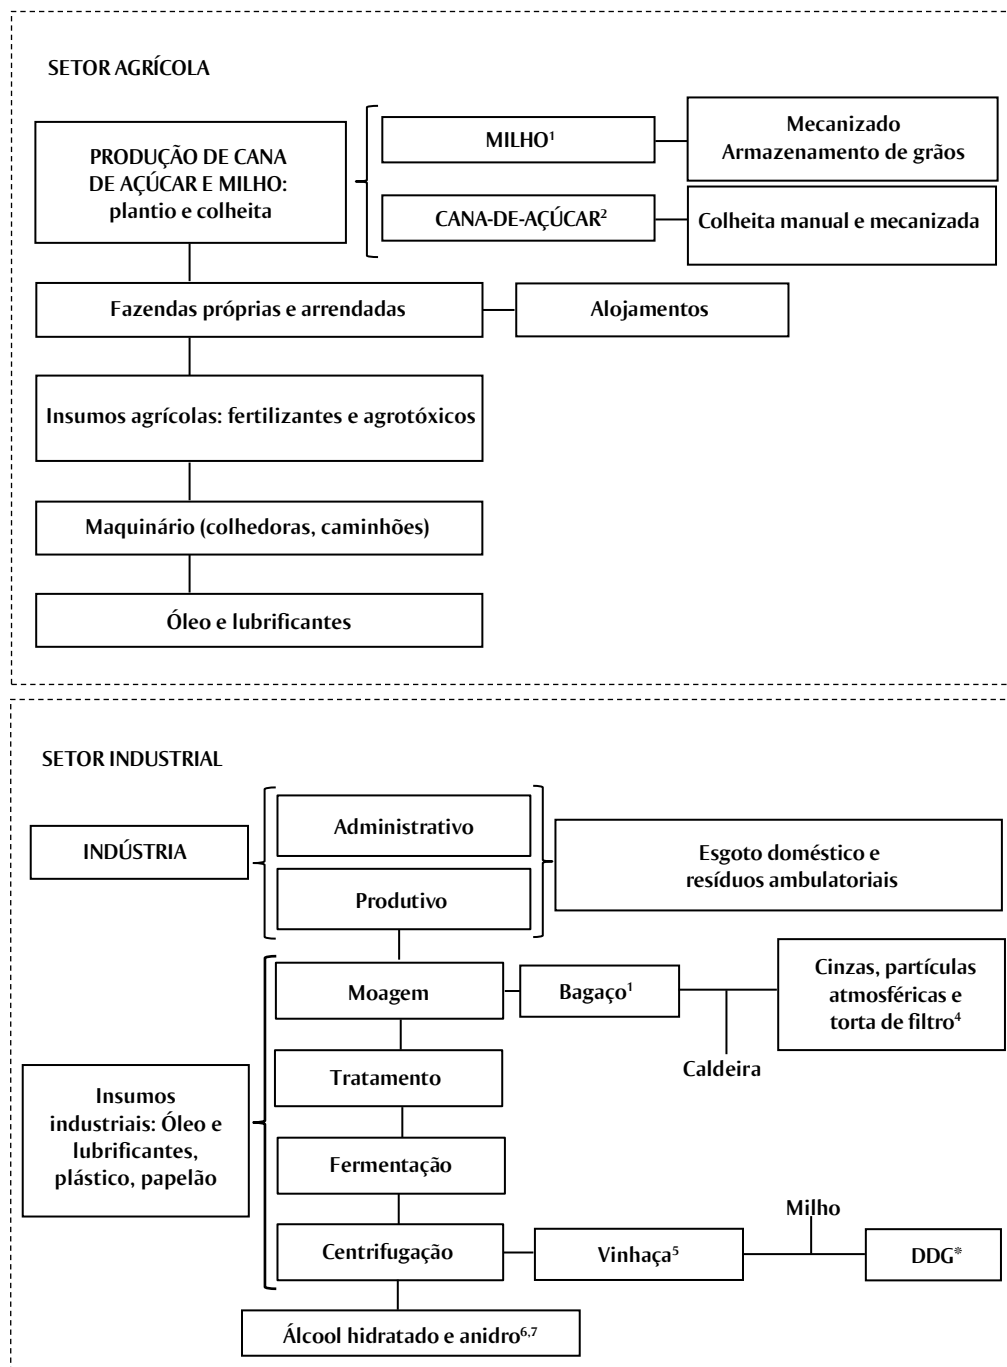 SETOR AGRÍCOLA
PRODUÇÃO DE CANA
DE AÇÚCAR E MILHO:
plantio e colheita
MILHO¹
Mecanizado
Armazenamento de grãos
CANA-DE-AÇÚCAR²
Colheita manual e mecanizada
Fazendas próprias e arrendadas
Alojamentos
Insumos agrícolas: fertilizantes e agrotóxicos
Maquinário (colhedoras, caminhões)
Óleo e lubrificantes
SETOR INDUSTRIAL
INDÚSTRIA
Administrativo
Produtivo
Esgoto doméstico e
resíduos ambulatoriais
Moagem
Bagaço¹
Cinzas, partículas
atmosféricas e
torta de filtro⁴
Caldeira
Tratamento
Insumos
industriais: Óleo e
lubrificantes,
plástico, papelão
Fermentação
Centrifugação
Vinhaça⁵
Milho
DDG*
Álcool hidratado e anidro⁶,⁷